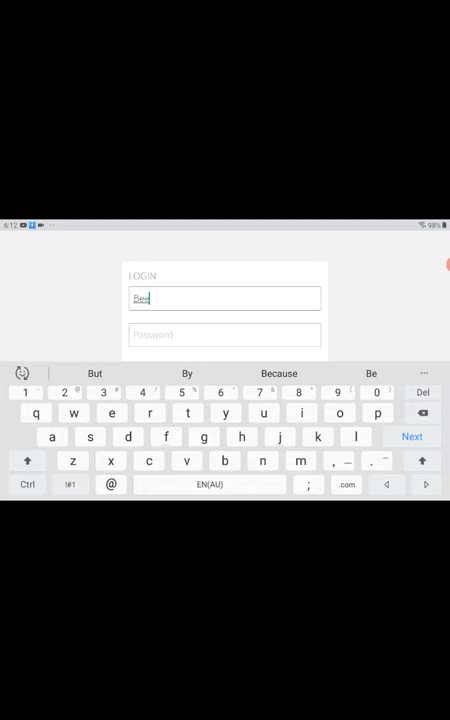 6:12 98%
LOGIN
Bee
Password
But By Because Be ...
1 2 3 4 5 6 7 8 9 0 Del
q w e r t y u i o p
a s d f g h j k l Next
z x c v b n m , .
Ctrl !#1 @ EN(AU) ; .com